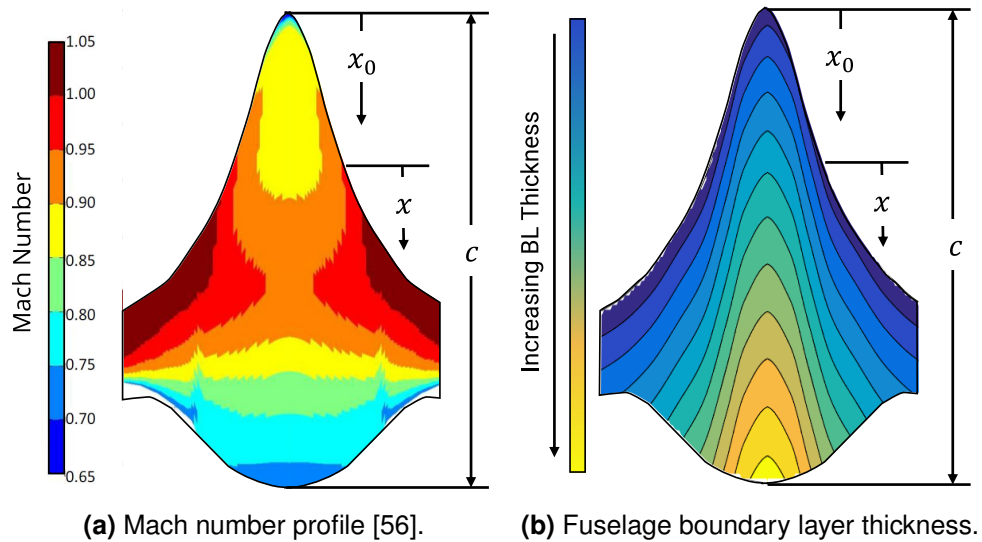 Mach Number
1.05
1.00
0.95
0.90
0.85
0.80
0.75
0.70
0.65
x₀
x
c
(a) Mach number profile [56].
Increasing BL Thickness
x₀
x
c
(b) Fuselage boundary layer thickness.